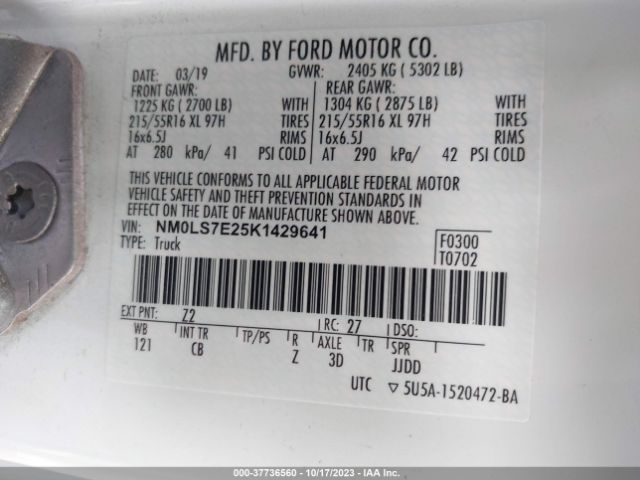 MFD. BY FORD MOTOR CO.
DATE: 03/19 GVWR: 2405 KG ( 5302 LB)
FRONT GAWR: REAR GAWR:
1225 KG ( 2700 LB) WITH 1304 KG ( 2875 LB) WITH
215/55R16 XL 97H TIRES 215/55R16 XL 97H TIRES
16x6.5J RIMS 16x6.5J RIMS
AT 280 kPa/ 41 PSI COLD AT 290 kPa/ 42 PSI COLD
THIS VEHICLE CONFORMS TO ALL APPLICABLE FEDERAL MOTOR
VEHICLE SAFETY AND THEFT PREVENTION STANDARDS IN
EFFECT ON THE DATE OF MANUFACTURE SHOWN ABOVE.
VIN: NM0LS7E25K1429641
TYPE: Truck
F0300
T0702
EXT PNT: Z2 RC: 27 DSO:
WB INT TR TP/PS R AXLE TR SPR
121 CB Z 3D JJDD
UTC ▽ 5U5A-1520472-BA
000-37736560 | 10/17/2023 | IAA Inc.